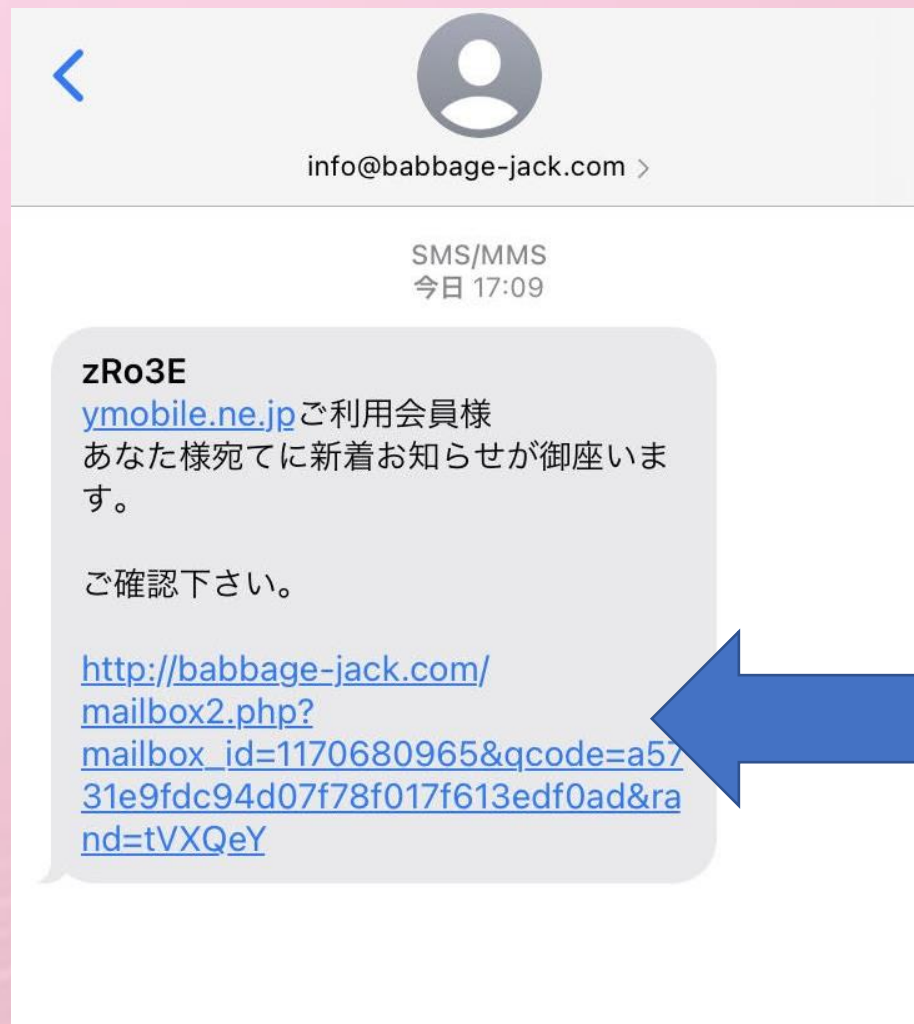 info@babbage-jack.com
SMS/MMS
今日 17:09
zRo3E
ymobile.ne.jpご利用会員様
あなた様宛てに新着お知らせが御座いま
す。
ご確認下さい。
http://babbage-jack.com/
mailbox2.php?
mailbox_id=1170680965&qcode=a57
31e9fdc94d07f78f017f613edf0ad&ra
nd=tVXQeY